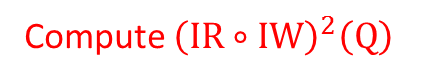 Compute (IR ∘ IW)²(Q)